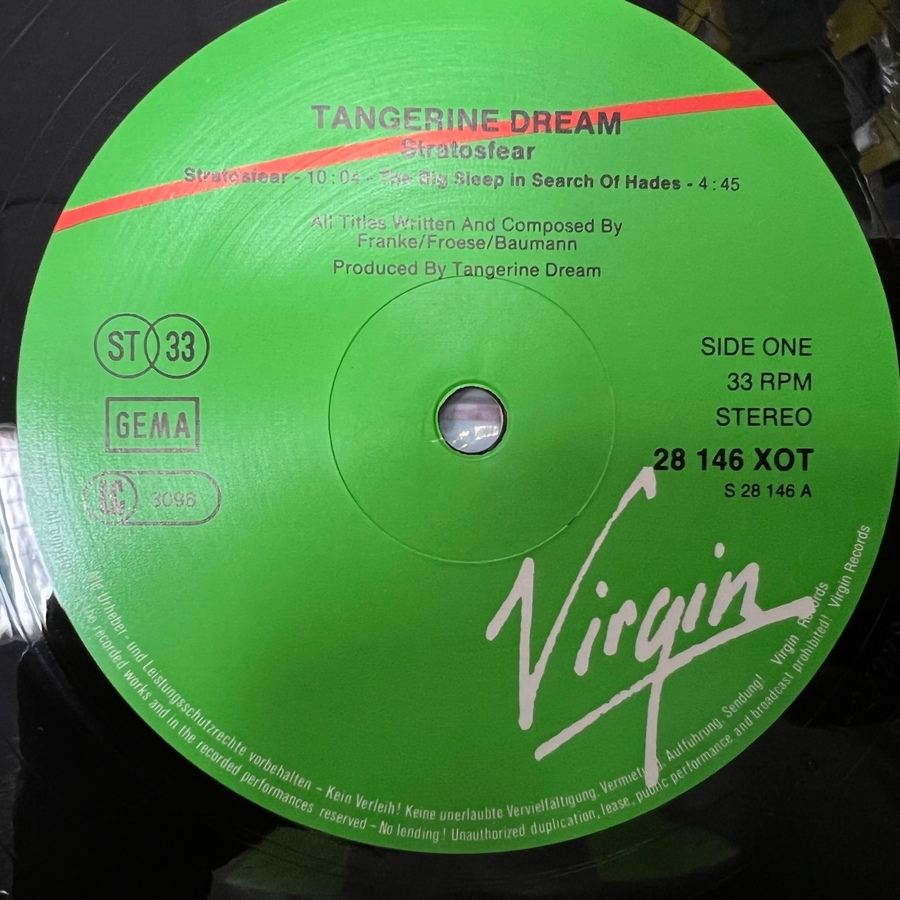 TANGERINE DREAM
Stratosfear
Stratosfear - 10:04 - The Big Sleep in Search Of Hades - 4:45
All Titles Written And Composed By
Franke/Froese/Baumann
Produced By Tangerine Dream
ST 33
GEMA
LC 3096
SIDE ONE
33 RPM
STEREO
28 146 XOT
S 28 146 A
Virgin
Alle Urheber- und Leistungsschutzrechte vorbehalten – Kein Verleih! Keine unerlaubte Vervielfältigung, Vermietung, Aufführung, Sendung! Virgin Records
the recorded works and in the recorded performances reserved – No lending! Unauthorized duplication, lease, public performance and broadcast prohibited! Virgin Records